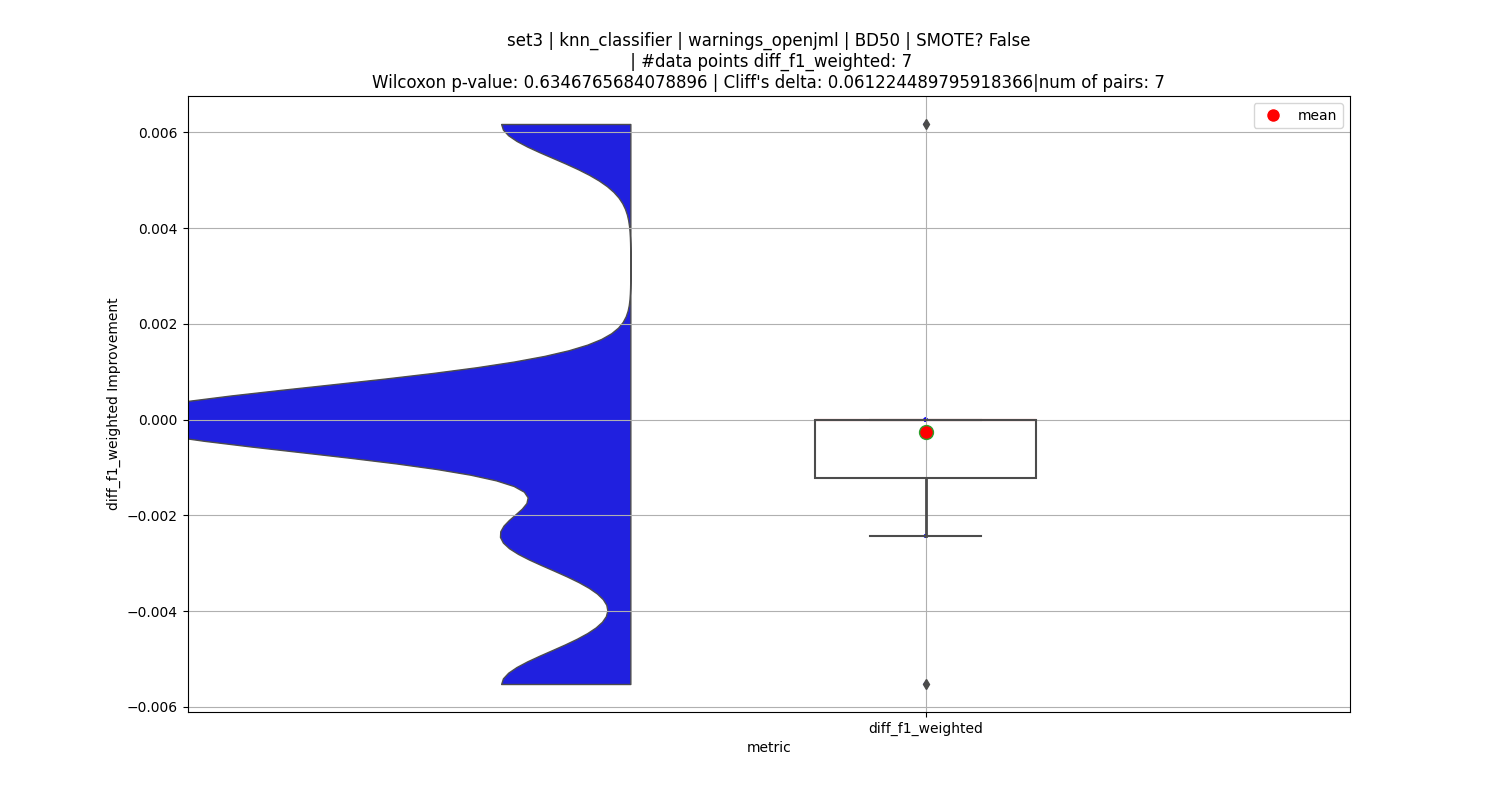 set3 | knn_classifier | warnings_openjml | BD50 | SMOTE? False
| #data points diff_f1_weighted: 7
Wilcoxon p-value: 0.6346765684078896 | Cliff's delta: 0.061224489795918366|num of pairs: 7
mean
0.006
0.004
0.002
0.000
−0.002
−0.004
−0.006
diff_f1_weighted Improvement
diff_f1_weighted
metric